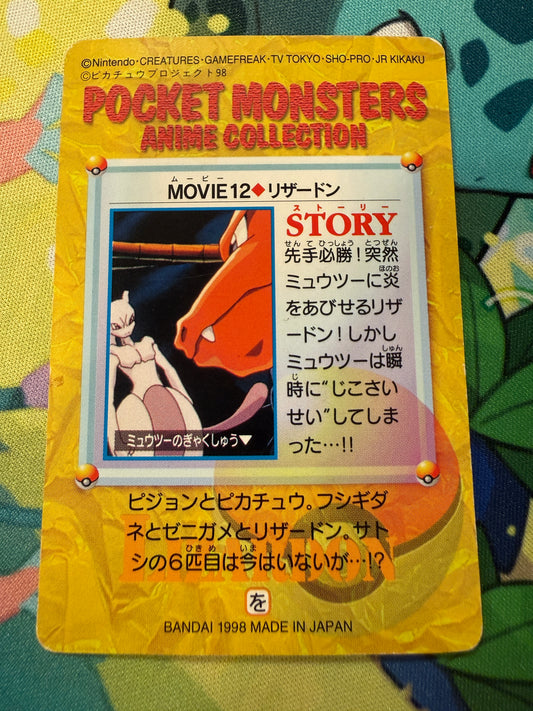 ©Nintendo・CREATURES・GAMEFREAK・TV TOKYO・SHO-PRO・JR KIKAKU
©ピカチュウプロジェクト98
POCKET MONSTERS
ANIME COLLECTION
ムービー
MOVIE12◆リザードン
ストーリー
STORY
せんてひっしょう とつぜん
先手必勝!突然
ほのお
ミュウツーに炎
をあびせるリザ
ードン!しかし
しゅん
ミュウツーは瞬
じ
時に“じこさい
せい”してしま
った…!!
ミュウツーのぎゃくしゅう▼
ピジョンとピカチュウ。フシギダ
ネとゼニガメとリザードン。サト
ひきめ いま
シの6匹目は今はいないが…!?
LIZARDON
を
BANDAI 1998 MADE IN JAPAN